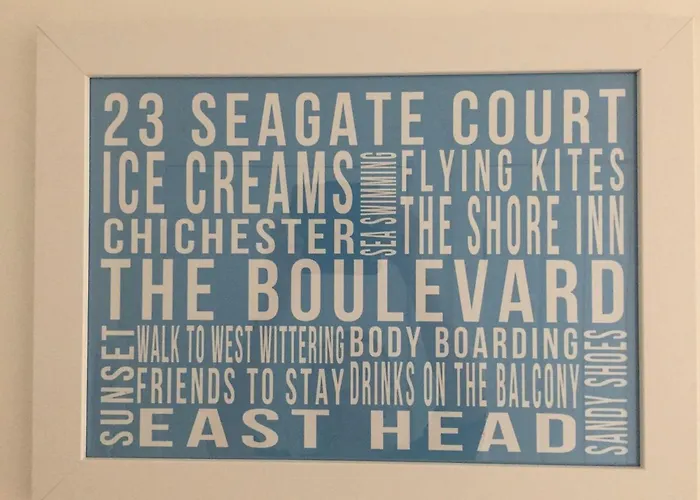 23 SEAGATE COURT
ICE CREAMS
SEA SWIMMING
FLYING KITES
CHICHESTER
THE SHORE INN
THE BOULEVARD
SUNSET
WALK TO WEST WITTERING
BODY BOARDING
SANDY SHOES
FRIENDS TO STAY
DRINKS ON THE BALCONY
EAST HEAD